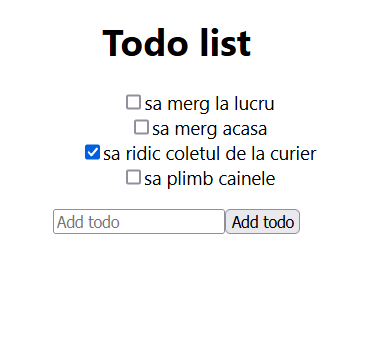 Todo list
sa merg la lucru
sa merg acasa
sa ridic coletul de la curier
sa plimb cainele
Add todo Add todo